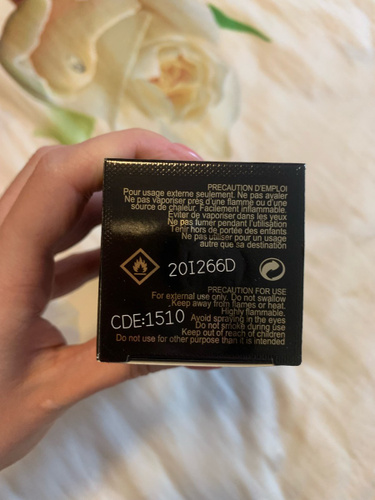 PRECAUTION D'EMPLOI
Pour usage externe seulement. Ne pas avaler
Ne pas vaporiser près d'une flamme ou d'une
source de chaleur. Facilement inflammable.
Eviter de vaporiser dans les yeux
Ne pas fumer pendant l'utilisation
Tenir hors de portée des enfants
Ne pas utiliser pour un usage
autre que sa destination
20I266D
PRECAUTION FOR USE
For external use only. Do not swallow
Keep away from flames or heat.
Highly flammable.
CDE:1510
Avoid spraying in the eyes
Do not smoke during use
Keep out of reach of children
Do not use for other purpose than it is intended